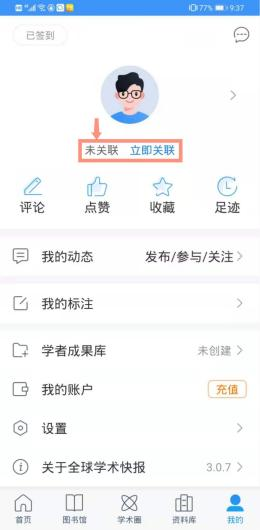 77% 9:37
已签到
未关联 立即关联
评论 点赞 收藏 足迹
我的动态 发布/参与/关注
我的标注
学者成果库 未创建
我的账户 充值
设置
关于全球学术快报 3.0.7
首页 图书馆 学术圈 资料库 我的